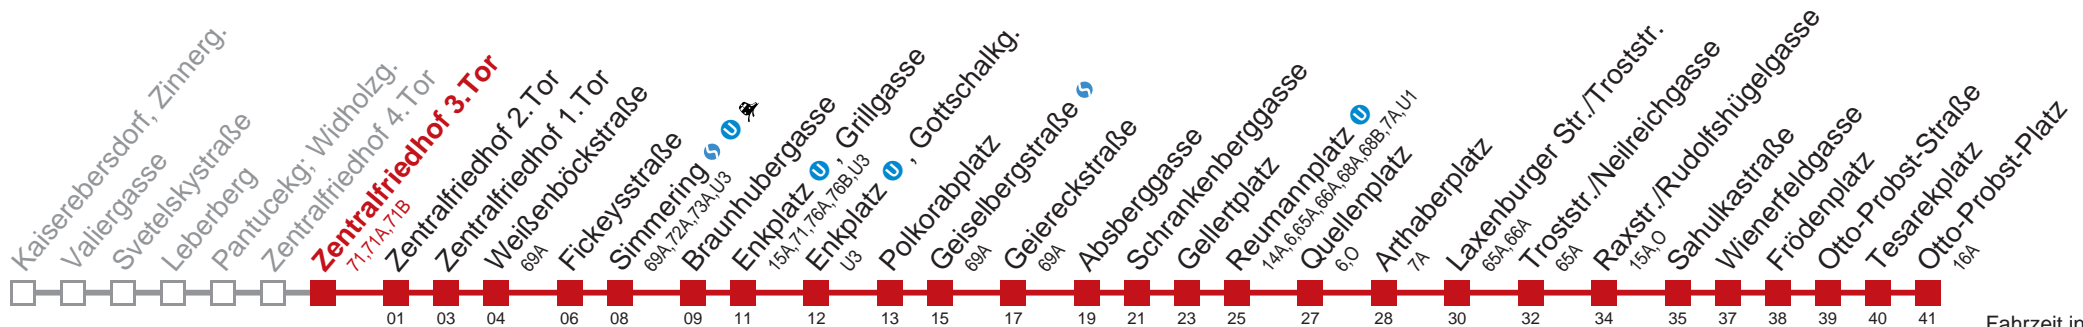 Kaiserebersdorf, Zinnerg.
Valiergasse
Svetelskystraße
Leberberg
Pantucekg; Widholzg.
Zentralfriedhof 4.Tor
Zentralfriedhof 3.Tor
71,71A,71B
Zentralfriedhof 2.Tor
01
Zentralfriedhof 1.Tor
03
Weißenböckstraße
69A
04
Fickeysstraße
06
Simmering S U
69A,72A,73A,U3
08
Braunhubergasse
09
Enkplatz U , Grillgasse
15A,71,76A,76B,U3
11
Enkplatz U , Gottschalkg.
U3
12
Polkorabplatz
13
Geiselbergstraße S
69A
15
Geiereckstraße
69A
17
Absberggasse
19
Schrankenberggasse
21
Gellertplatz
23
Reumannplatz U
14A,6,65A,66A,68A,68B,7A,U1
25
Quellenplatz
6,O
27
Arthaberplatz
7A
28
Laxenburger Str./Troststr.
65A,66A
30
Troststr./Neilreichgasse
65A
32
Raxstr./Rudolfshügelgasse
15A,O
34
Sahulkastraße
35
Wienerfeldgasse
37
Frödenplatz
38
Otto-Probst-Straße
39
Tesarekplatz
40
Otto-Probst-Platz
16A
41
Fahrzeit in